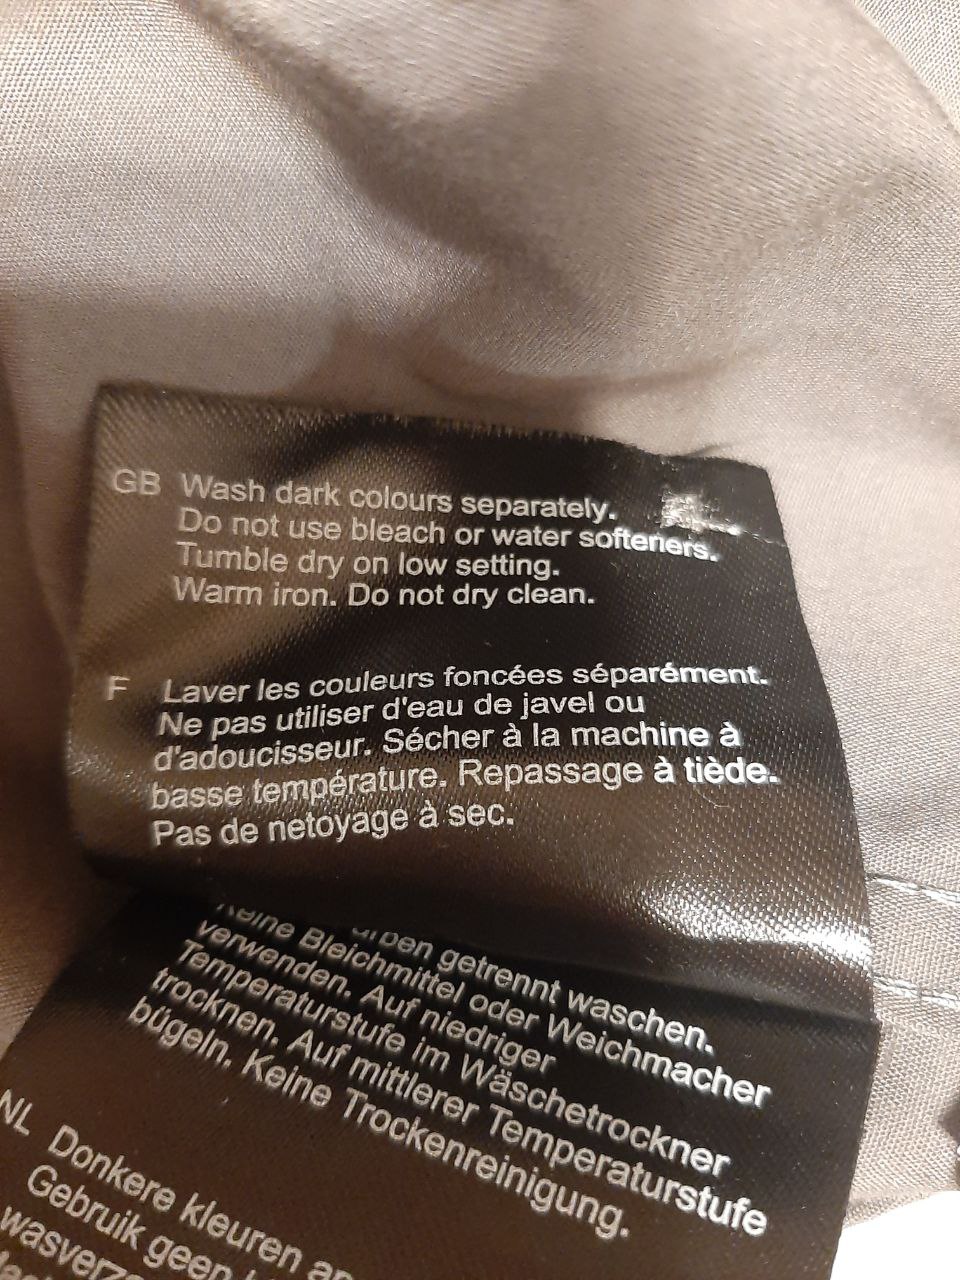 GB Wash dark colours separately.
Do not use bleach or water softeners.
Tumble dry on low setting.
Warm iron. Do not dry clean.
F Laver les couleurs foncées séparément.
Ne pas utiliser d'eau de javel ou
d'adoucisseur. Sécher à la machine à
basse température. Repassage à tiède.
Pas de netoyage à sec.
getrennt waschen.
Keine Bleichmittel oder Weichmacher
verwenden. Auf niedriger
Temperaturstufe im Wäschetrockner
trocknen. Auf mittlerer Temperaturstufe
bügeln. Keine Trockenreinigung.
NL Donkere kleuren
Gebruik geen